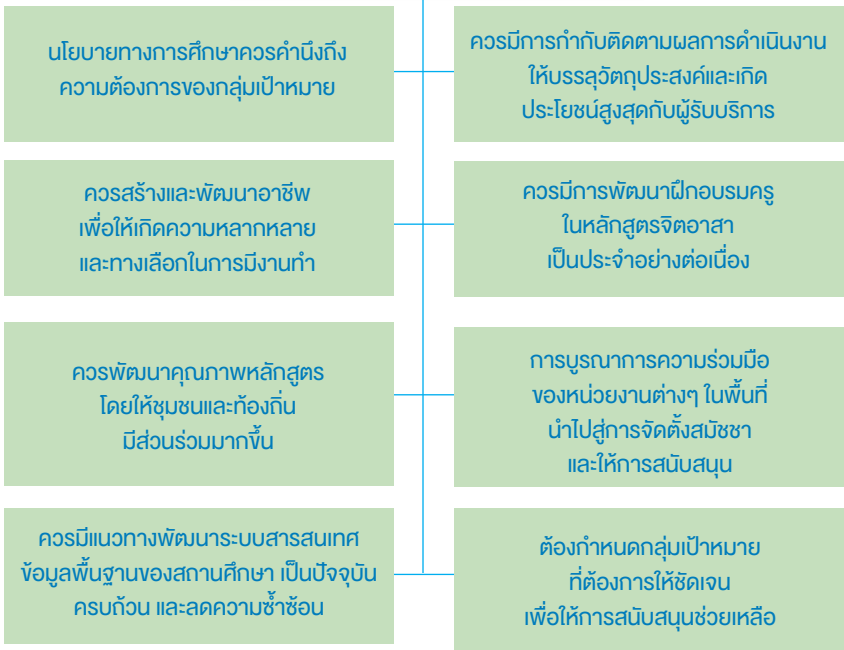 นโยบายทางการศึกษาควรคำนึงถึง
ความต้องการของกลุ่มเป้าหมาย
ควรมีการกำกับติดตามผลการดำเนินงาน
ให้บรรลุวัตถุประสงค์และเกิด
ประโยชน์สูงสุดกับผู้รับบริการ
ควรสร้างและพัฒนาอาชีพ
เพื่อให้เกิดความหลากหลาย
และทางเลือกในการมีงานทำ
ควรมีการพัฒนาฝึกอบรมครู
ในหลักสูตรจิตอาสา
เป็นประจำอย่างต่อเนื่อง
ควรพัฒนาคุณภาพหลักสูตร
โดยให้ชุมชนและท้องถิ่น
มีส่วนร่วมมากขึ้น
การบูรณาการความร่วมมือ
ของหน่วยงานต่างๆ ในพื้นที่
นำไปสู่การจัดตั้งสมัชชา
และให้การสนับสนุน
ควรมีแนวทางพัฒนาระบบสารสนเทศ
ข้อมูลพื้นฐานของสถานศึกษา เป็นปัจจุบัน
ครบถ้วน และลดความซ้ำซ้อน
ต้องกำหนดกลุ่มเป้าหมาย
ที่ต้องการให้ชัดเจน
เพื่อให้การสนับสนุนช่วยเหลือ